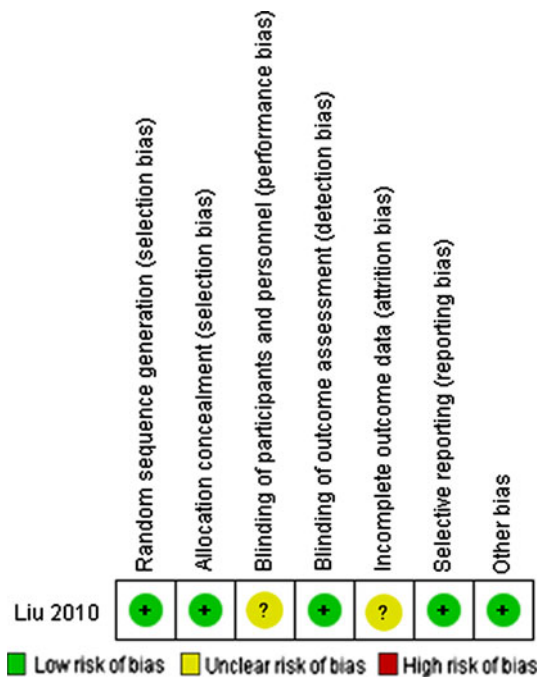 Random sequence generation (selection bias)
Allocation concealment (selection bias)
Blinding of participants and personnel (performance bias)
Blinding of outcome assessment (detection bias)
Incomplete outcome data (attrition bias)
Selective reporting (reporting bias)
Other bias
Liu 2010 + + ? + ? + +
Low risk of bias Unclear risk of bias High risk of bias